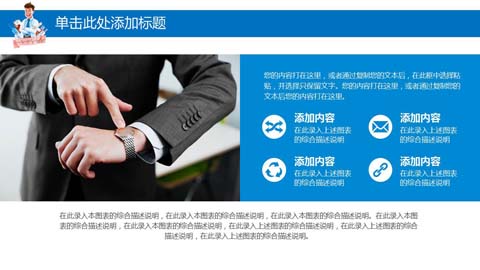 单击此处添加标题
您的内容打在这里，或者通过复制您的文本后，在此框中选择粘
贴，并选择只保留文字。您的内容打在这里，或者通过复制您的
文本后您的内容打在这里。
添加内容
在此录入上述图表
的综合描述说明
添加内容
在此录入上述图表
的综合描述说明
添加内容
在此录入上述图表
的综合描述说明
添加内容
在此录入上述图表
的综合描述说明
在此录入本图表的综合描述说明，在此录入本图表的综合描述说明，在此录入本图表的综合描述说明。在此录入本图
表的综合描述说明，在此录入本图表的综合描述说明，在此录入上述图表的综合描述说明，在此录入上述图表的综合
描述说明，在此录入上述图表的综合描述说明。